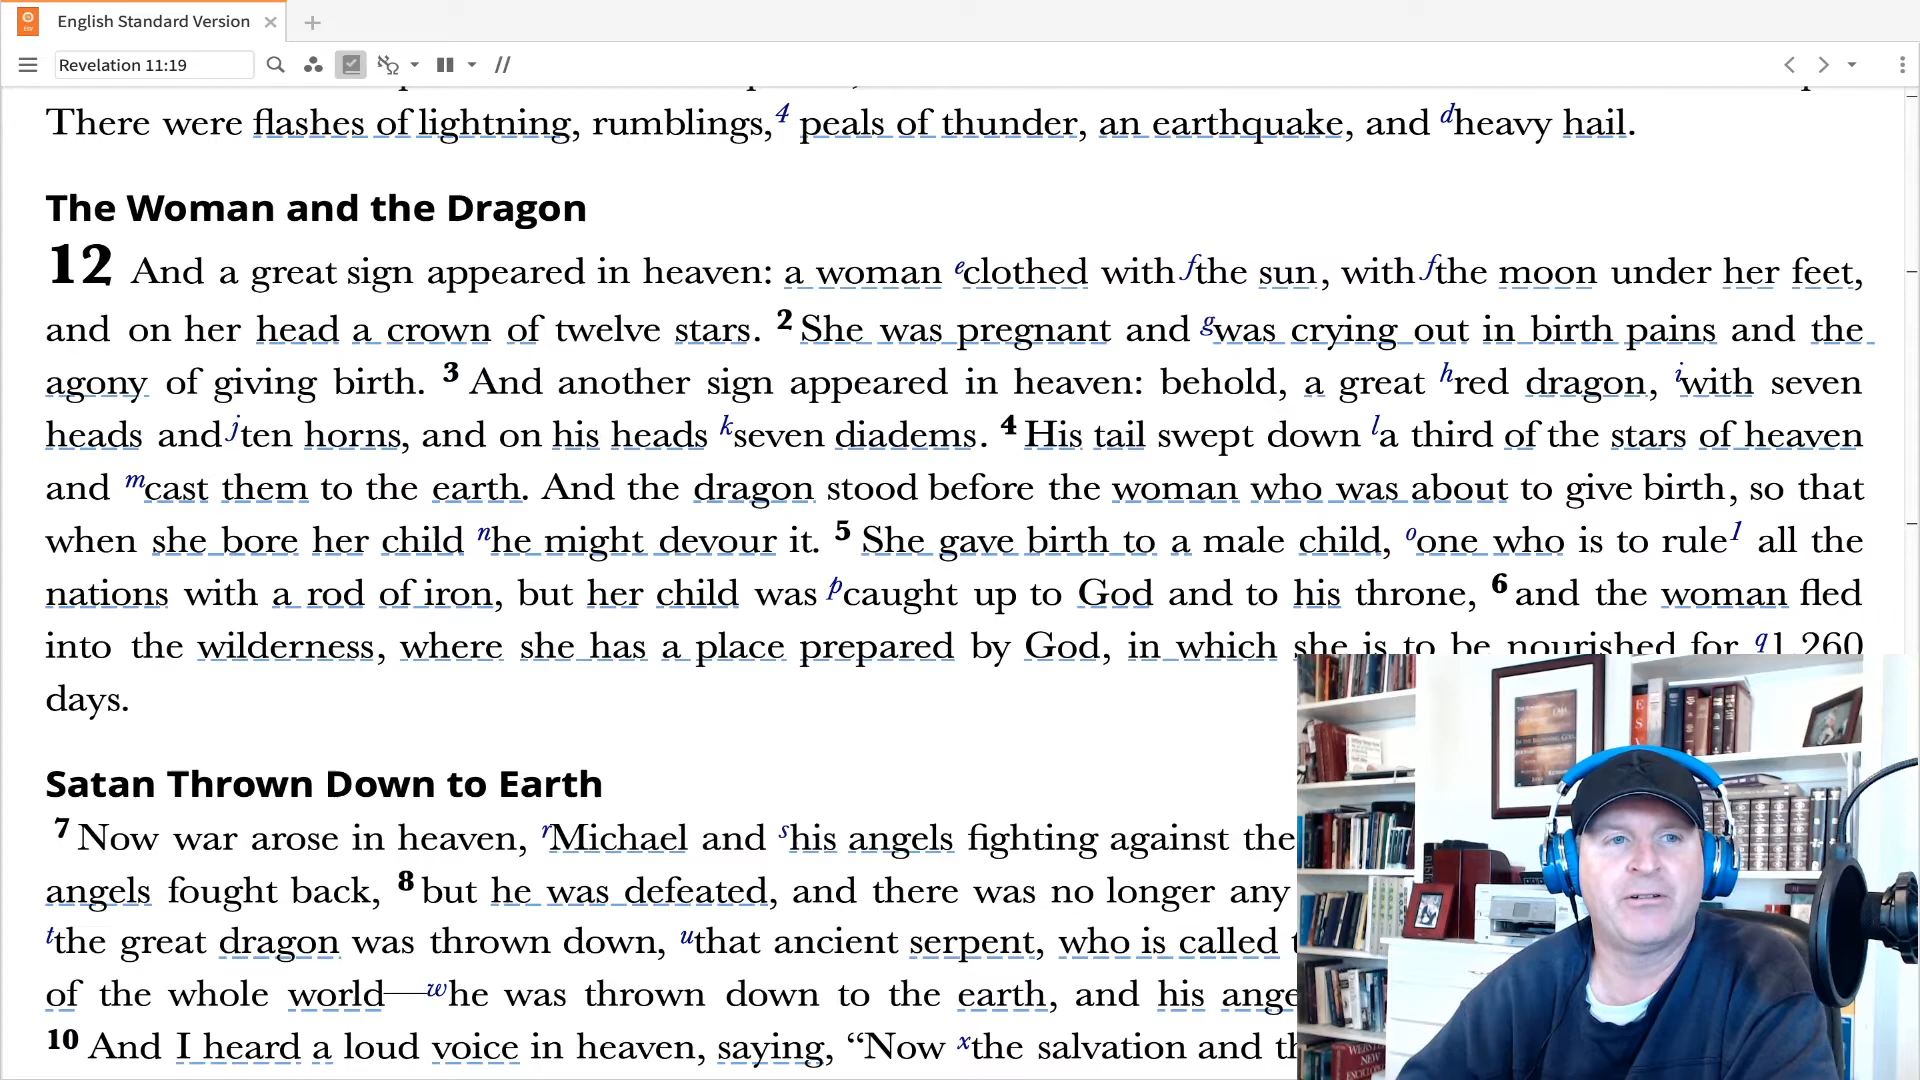 English Standard Version
Revelation 11:19
There were flashes of lightning, rumblings,4 peals of thunder, an earthquake, and dheavy hail.
The Woman and the Dragon
12 And a great sign appeared in heaven: a woman eclothed with fthe sun, with fthe moon under her feet,
and on her head a crown of twelve stars. 2 She was pregnant and gwas crying out in birth pains and the
agony of giving birth. 3 And another sign appeared in heaven: behold, a great hred dragon, iwith seven
heads and jten horns, and on his heads kseven diadems. 4 His tail swept down la third of the stars of heaven
and mcast them to the earth. And the dragon stood before the woman who was about to give birth, so that
when she bore her child nhe might devour it. 5 She gave birth to a male child, oone who is to rule1 all the
nations with a rod of iron, but her child was pcaught up to God and to his throne, 6 and the woman fled
into the wilderness, where she has a place prepared by God, in which she is to be nourished for q1,260
days.
Satan Thrown Down to Earth
7 Now war arose in heaven, rMichael and shis angels fighting against the
angels fought back, 8 but he was defeated, and there was no longer any
tthe great dragon was thrown down, uthat ancient serpent, who is called
of the whole world—whe was thrown down to the earth, and his ange
10 And I heard a loud voice in heaven, saying, “Now xthe salvation and th